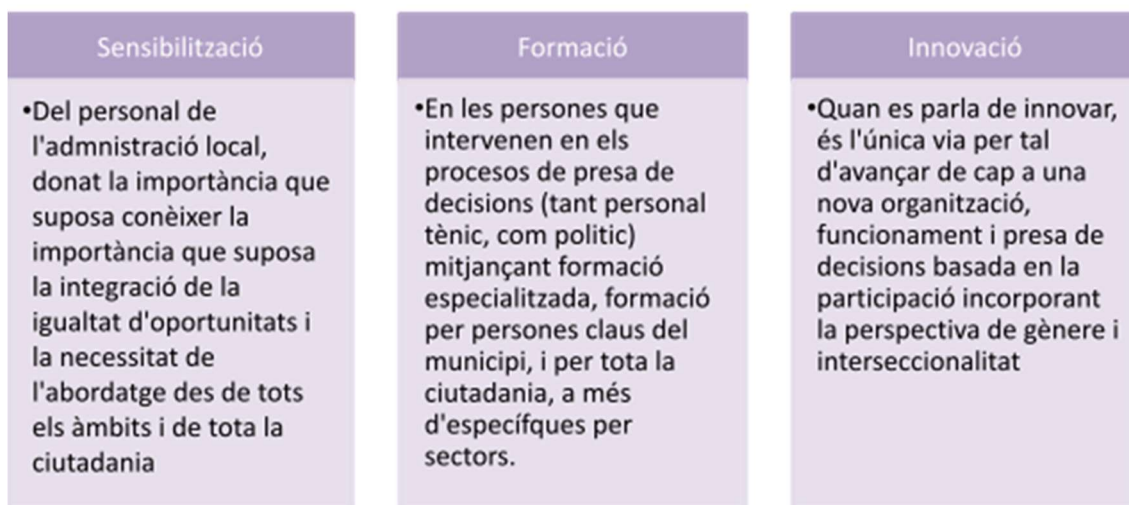 Sensibilització
•Del personal de
l'admnistració local,
donat la importància que
suposa conèixer la
importància que suposa
la integració de la
igualtat d'oportunitats i
la necessitat de
l'abordatge des de tots
els àmbits i de tota la
ciutadania
Formació
•En les persones que
intervenen en els
procesos de presa de
decisions (tant personal
tènic, com politic)
mitjançant formació
especialitzada, formació
per persones claus del
municipi, i per tota la
ciutadania, a més
d'específques per
sectors.
Innovació
•Quan es parla de innovar,
és l'única via per tal
d'avançar de cap a una
nova organització,
funcionament i presa de
decisions basada en la
participació incorporant
la perspectiva de gènere i
interseccionalitat